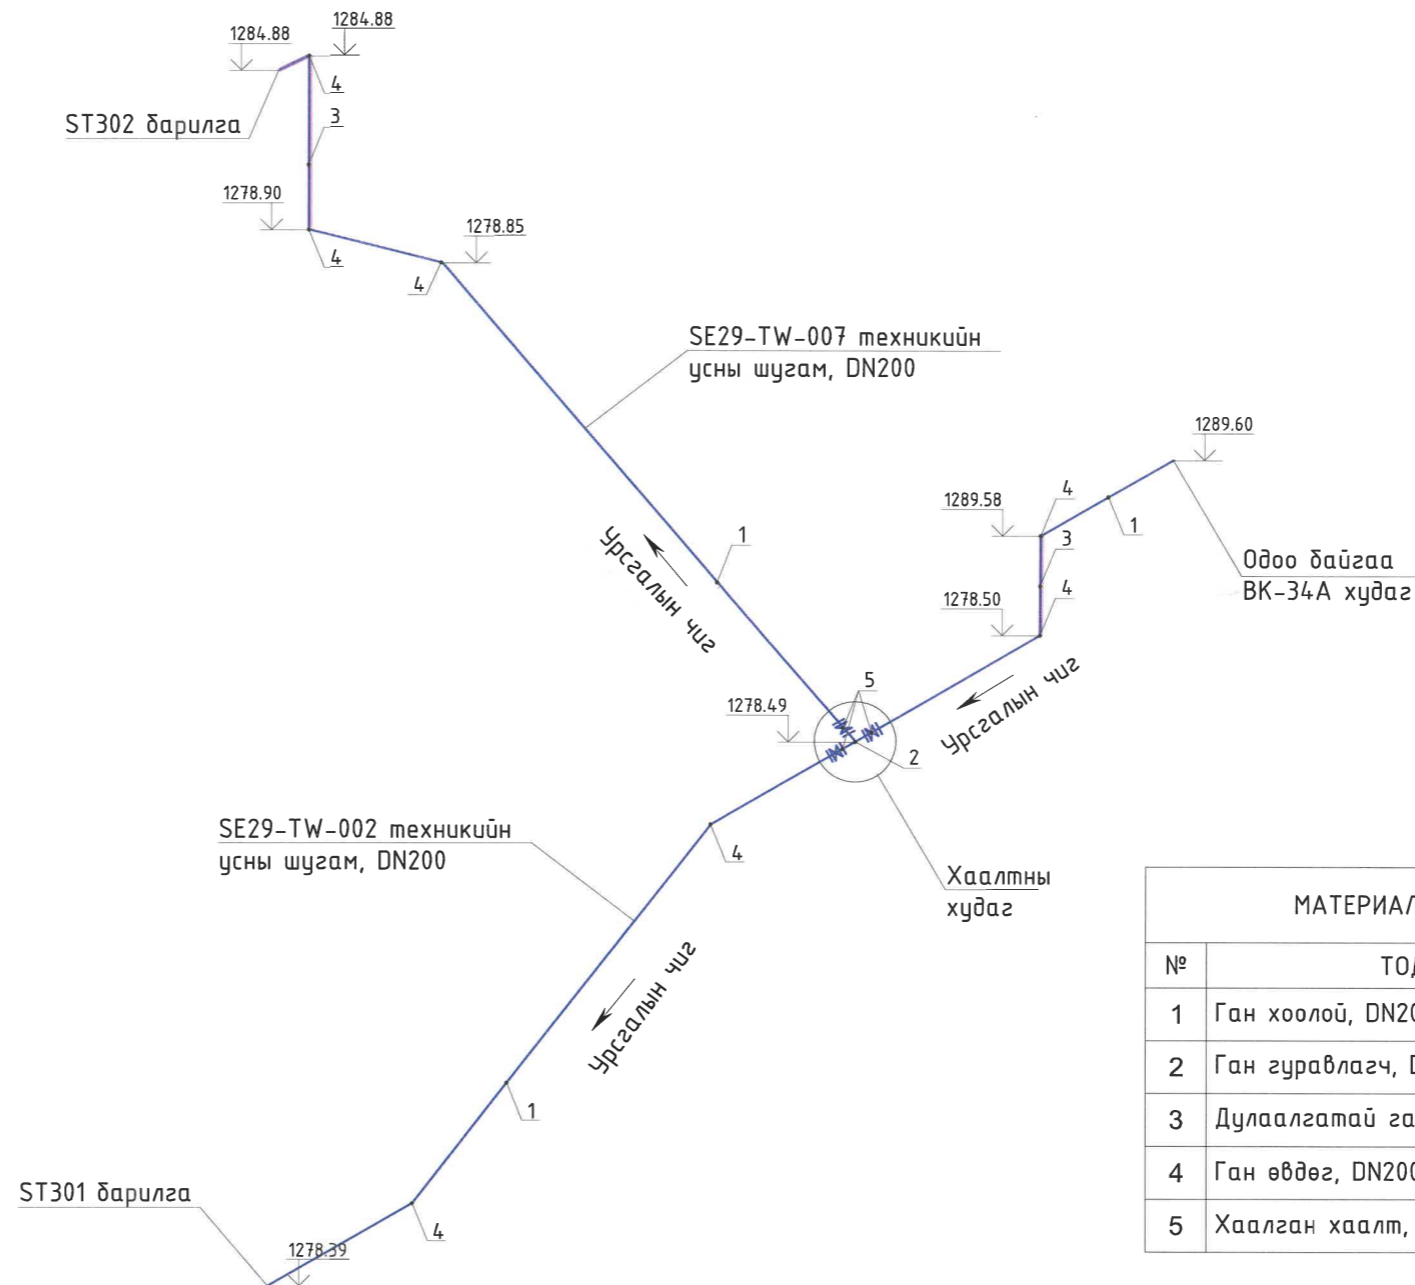 1284.88
1284.88
4
3
ST302 барилга
1278.90
1278.85
4
4
SE29-TW-007 техникийн
усны шугам, DN200
1289.60
1289.58
4
1
3
1
Одоо байгаа
ВК-34А худаг
Урсгалын чиг
1278.50
4
5
Урсгалын чиг
1278.49
2
SE29-TW-002 техникийн
усны шугам, DN200
4
Хаалтны
худаг
МАТЕРИАЛ
№
ТОД
Урсгалын чиг
1 Ган хоолой, DN20
2 Ган гуравлагч, D
3 Дулаалгатай га
4 Ган өвдөг, DN200
5 Хаалган хаалт,
1
ST301 барилга
4
1278.39